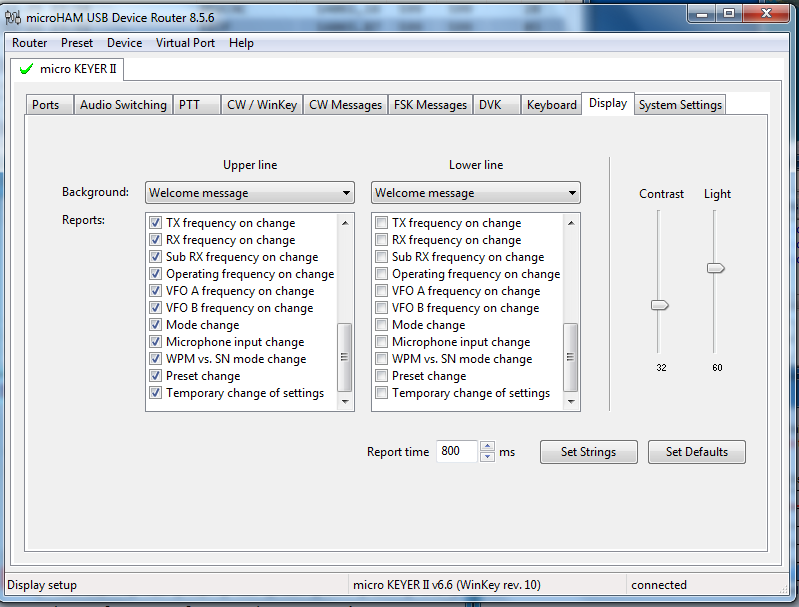 microHAM USB Device Router 8.5.6
Router Preset Device Virtual Port Help
micro KEYER II
Ports Audio Switching PTT CW / WinKey CW Messages FSK Messages DVK Keyboard Display System Settings
Upper line Lower line
Background: Welcome message Welcome message Contrast Light
Reports:
TX frequency on change TX frequency on change
RX frequency on change RX frequency on change
Sub RX frequency on change Sub RX frequency on change
Operating frequency on change Operating frequency on change
VFO A frequency on change VFO A frequency on change
VFO B frequency on change VFO B frequency on change
Mode change Mode change
Microphone input change Microphone input change
WPM vs. SN mode change WPM vs. SN mode change
Preset change Preset change
Temporary change of settings Temporary change of settings
32 60
Report time 800 ms Set Strings Set Defaults
Display setup micro KEYER II v6.6 (WinKey rev. 10) connected